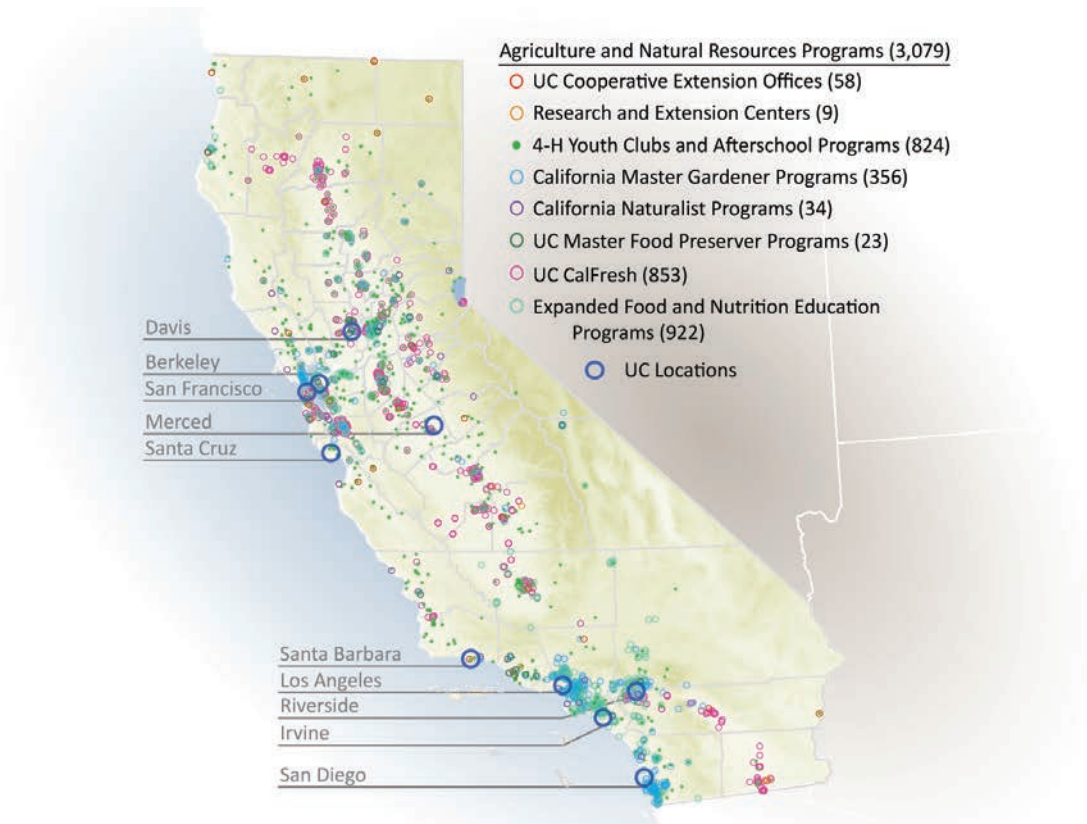 Agriculture and Natural Resources Programs (3,079)
UC Cooperative Extension Offices (58)
Research and Extension Centers (9)
4-H Youth Clubs and Afterschool Programs (824)
California Master Gardener Programs (356)
California Naturalist Programs (34)
UC Master Food Preserver Programs (23)
UC CalFresh (853)
Expanded Food and Nutrition Education
Programs (922)
UC Locations
Davis
Berkeley
San Francisco
Merced
Santa Cruz
Santa Barbara
Los Angeles
Riverside
Irvine
San Diego